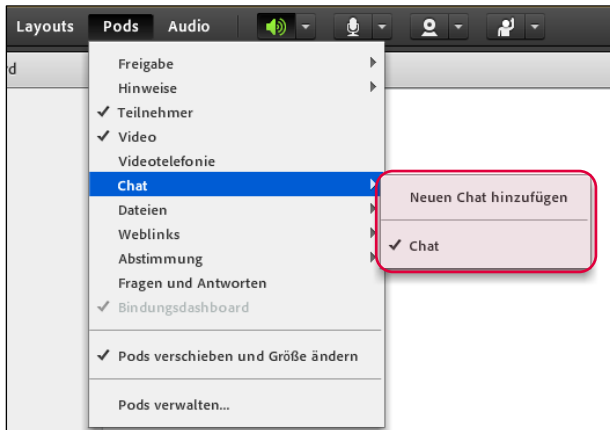 Layouts Pods Audio
rd
Freigabe
Hinweise
Teilnehmer
Video
Videotelefonie
Chat
Dateien
Weblinks
Abstimmung
Fragen und Antworten
Bindungsdashboard
Pods verschieben und Größe ändern
Pods verwalten...
Neuen Chat hinzufügen
Chat